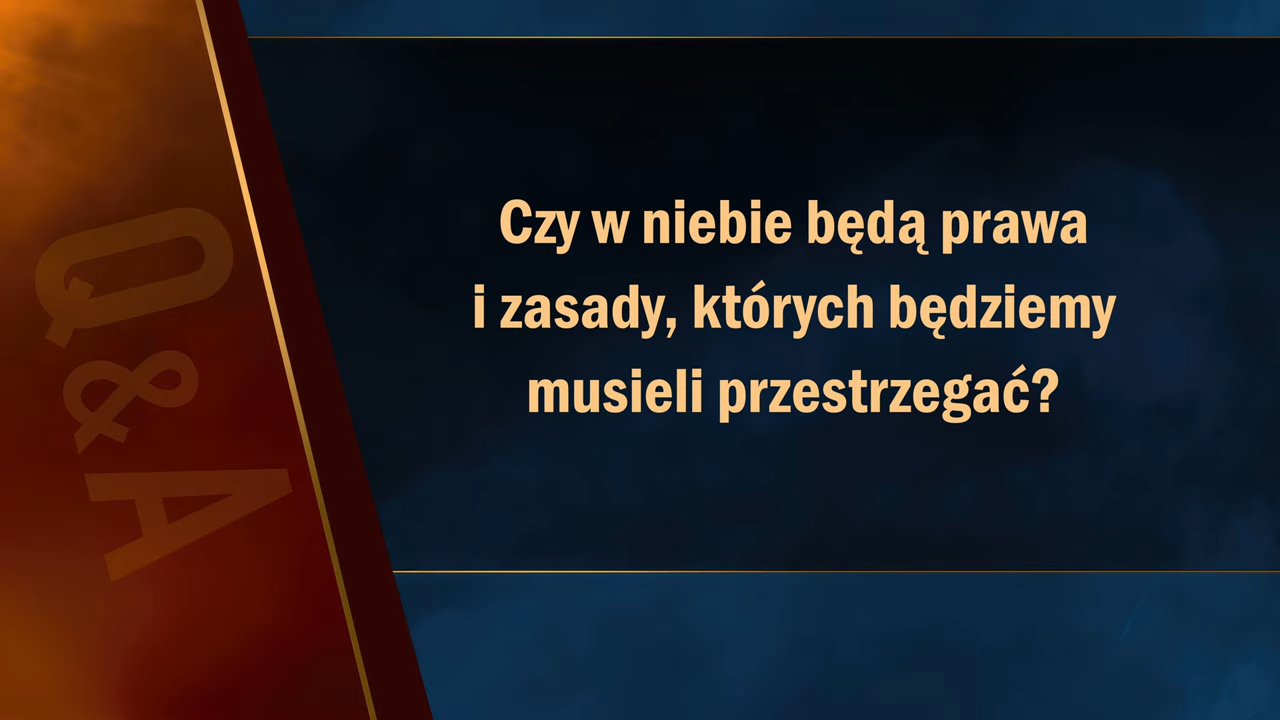 Q&A
Czy w niebie będą prawa
i zasady, których będziemy
musieli przestrzegać?